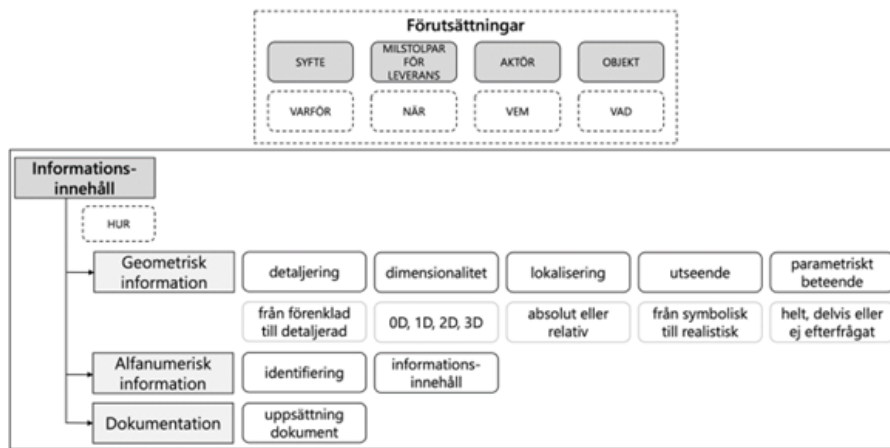 Förutsättningar
SYFTE
MILSTOLPAR
FÖR
LEVERANS
AKTÖR
OBJEKT
VARFÖR
NÄR
VEM
VAD
Informations-
innehåll
HUR
Geometrisk
information
detaljering
dimensionalitet
lokalisering
utseende
parametriskt
beteende
från förenklad
till detaljerad
0D, 1D, 2D, 3D
absolut eller
relativ
från symbolisk
till realistisk
helt, delvis eller
ej efterfrågat
Alfanumerisk
information
identifiering
informations-
innehåll
Dokumentation
uppsättning
dokument